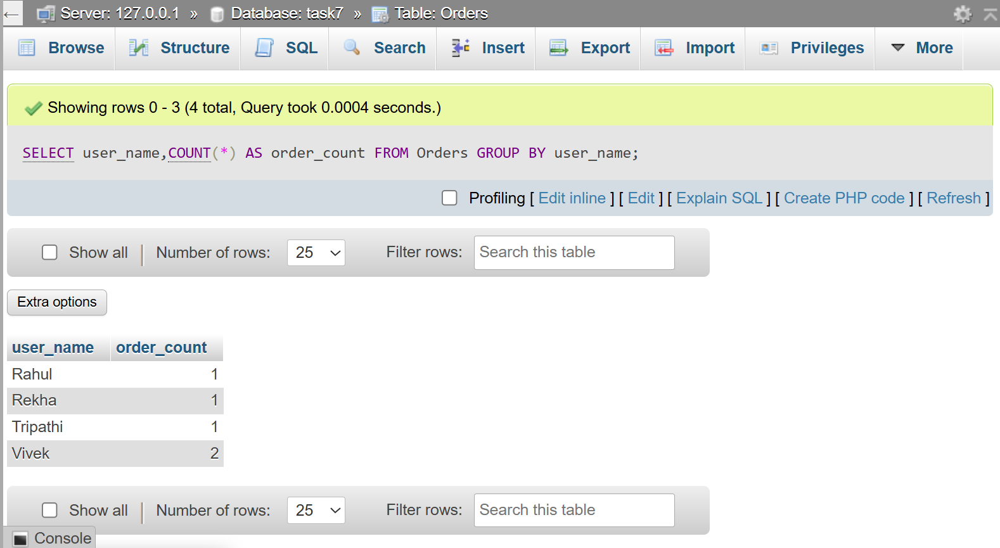 ← Server: 127.0.0.1 » Database: task7 » Table: Orders
Browse Structure SQL Search Insert Export Import Privileges More
Showing rows 0 - 3 (4 total, Query took 0.0004 seconds.)
SELECT user_name,COUNT(*) AS order_count FROM Orders GROUP BY user_name;
Profiling [ Edit inline ] [ Edit ] [ Explain SQL ] [ Create PHP code ] [ Refresh ]
Show all | Number of rows: 25 Filter rows: Search this table
Extra options
user_name order_count
Rahul 1
Rekha 1
Tripathi 1
Vivek 2
Show all | Number of rows: 25 Filter rows: Search this table
Console